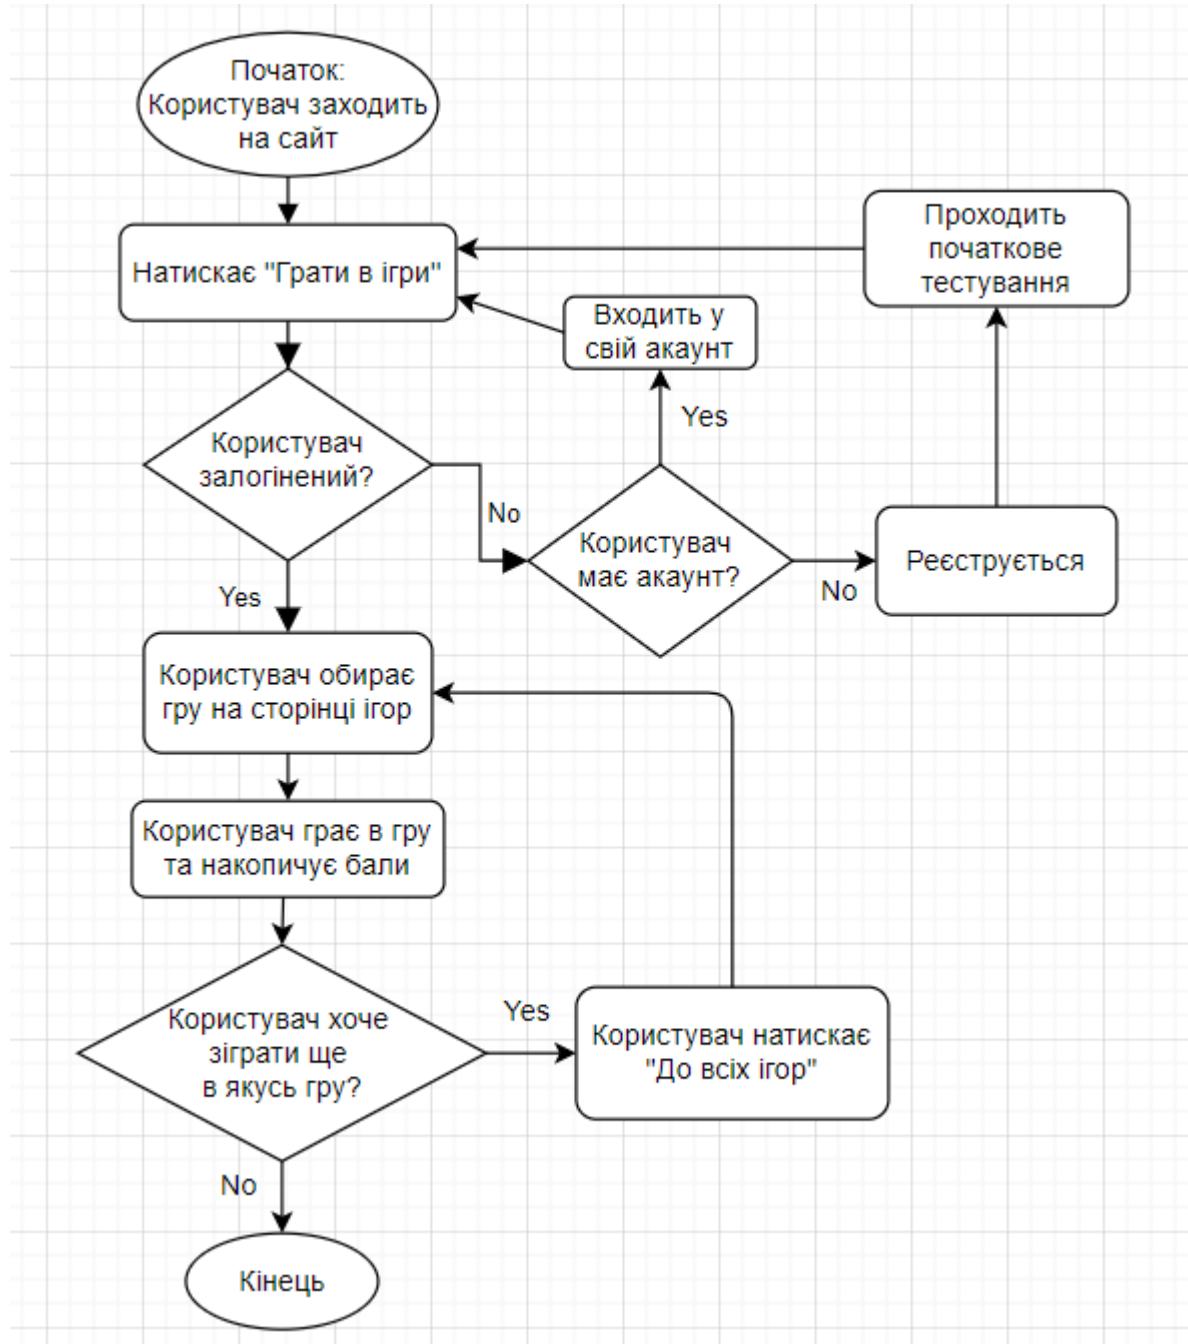 Початок:
Користувач заходить
на сайт
Натискає "Грати в ігри"
Проходить
початкове
тестування
Входить у
свій акаунт
Yes
Користувач
залогінений?
No
Користувач
має акаунт?
No
Реєструється
Yes
Користувач обирає
гру на сторінці ігор
Користувач грає в гру
та накопичує бали
Користувач хоче
зіграти ще
в якусь гру?
Yes
Користувач натискає
"До всіх ігор"
No
Кінець